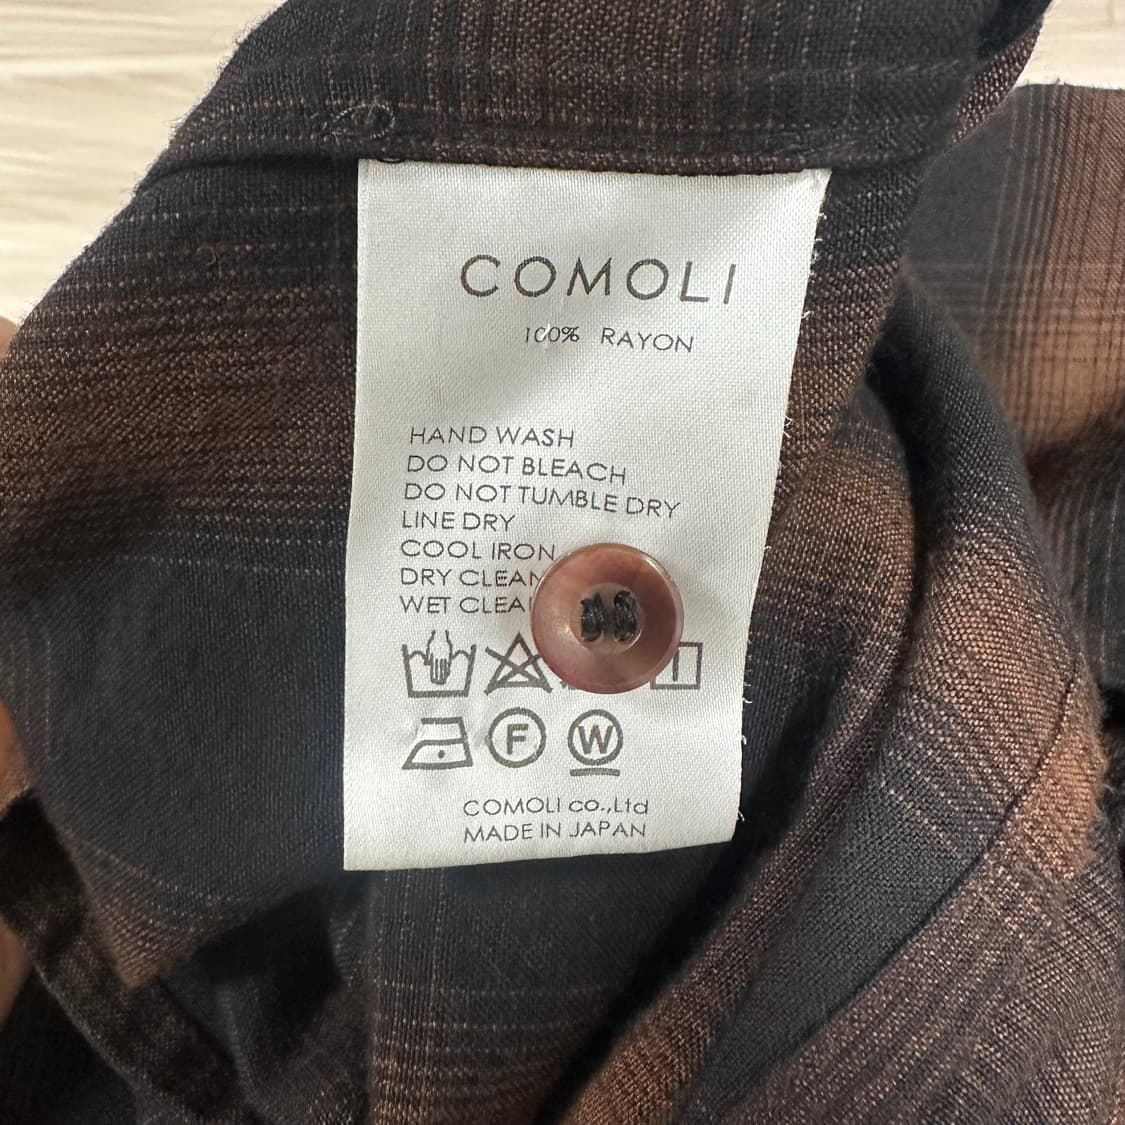 COMOLI
100% RAYON
HAND WASH
DO NOT BLEACH
DO NOT TUMBLE DRY
LINE DRY
COOL IRON
DRY CLEAN
WET CLEA
F W
COMOLI co.,Ltd
MADE IN JAPAN